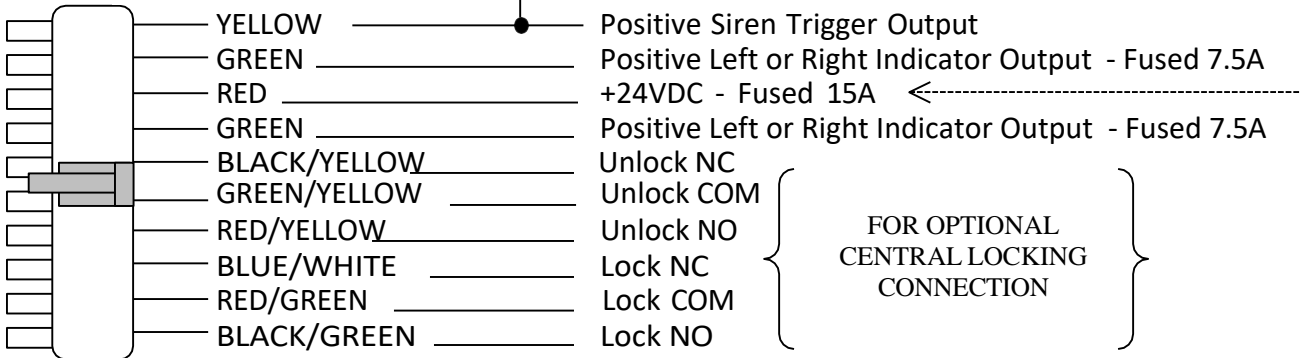 YELLOW Positive Siren Trigger Output
GREEN Positive Left or Right Indicator Output - Fused 7.5A
RED +24VDC - Fused 15A
GREEN Positive Left or Right Indicator Output - Fused 7.5A
BLACK/YELLOW Unlock NC
GREEN/YELLOW Unlock COM
RED/YELLOW Unlock NO
BLUE/WHITE Lock NC
RED/GREEN Lock COM
BLACK/GREEN Lock NO
FOR OPTIONAL
CENTRAL LOCKING
CONNECTION